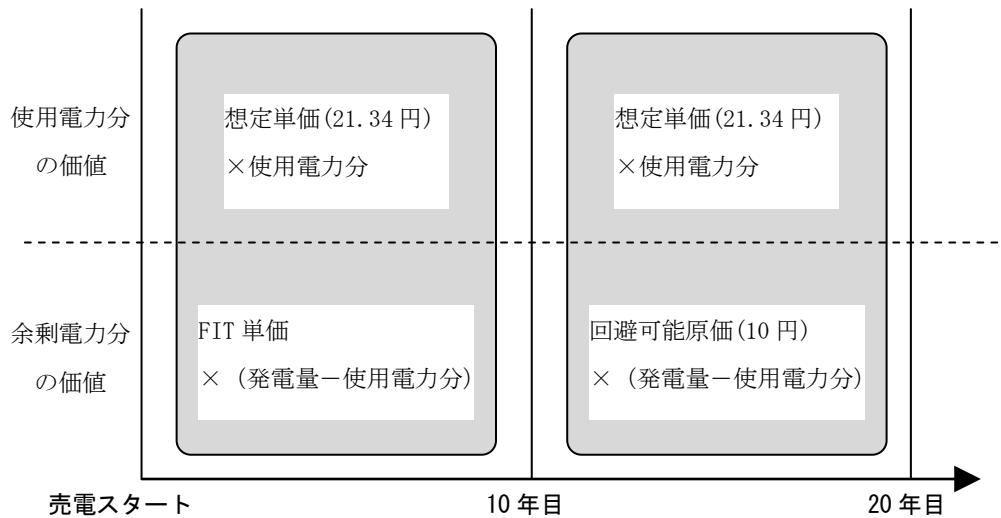 使用電力分
の価値
想定単価(21.34円)
×使用電力分
想定単価(21.34円)
×使用電力分
余剰電力分
の価値
FIT単価
×（発電量－使用電力分)
回避可能原価(10円)
×（発電量－使用電力分)
売電スタート
10年目
20年目